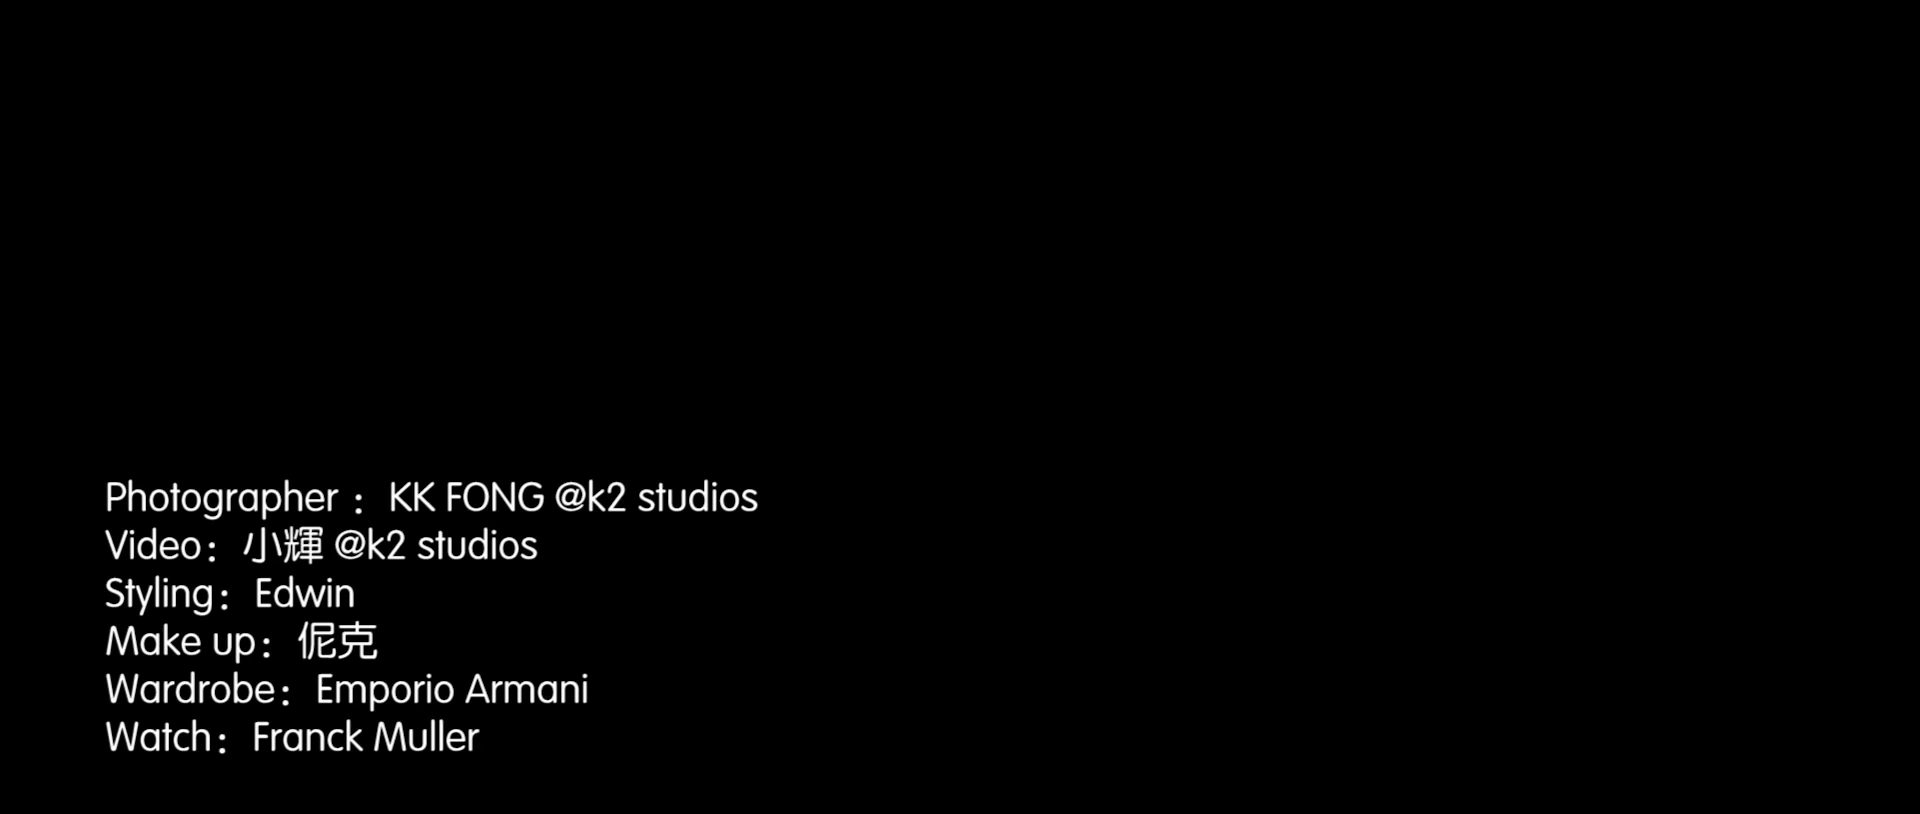 Photographer： KK FONG @k2 studios
Video：小輝 @k2 studios
Styling：Edwin
Make up：伲克
Wardrobe：Emporio Armani
Watch：Franck Muller